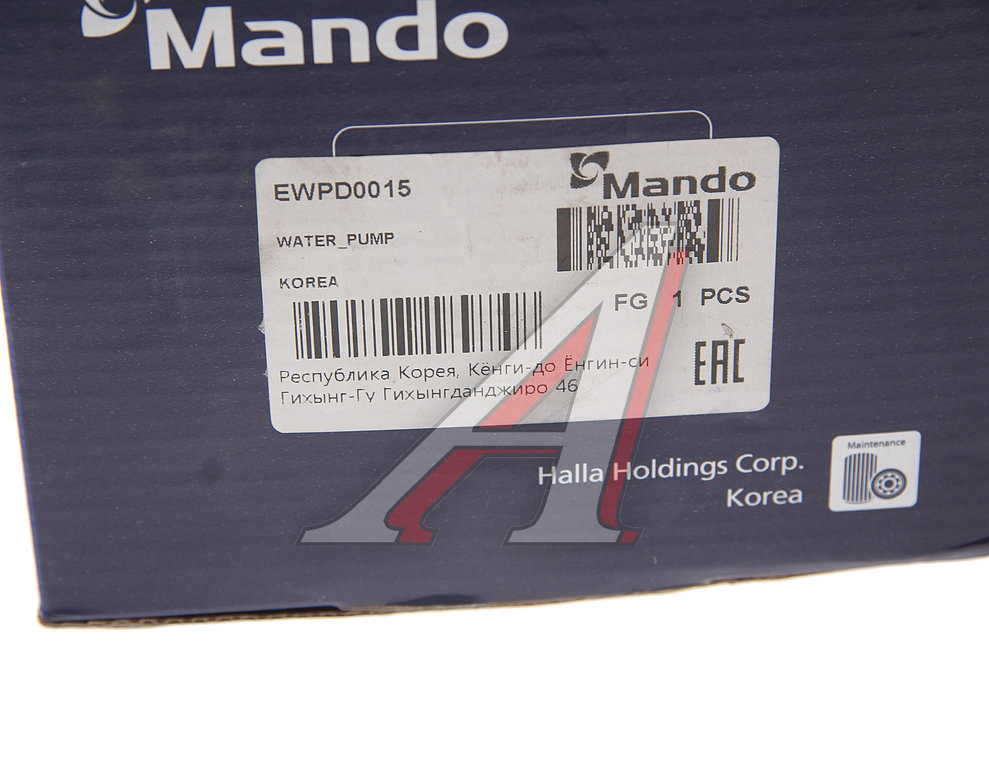 Mando
EWPD0015
Mando
WATER_PUMP
KOREA
FG 1 PCS
Республика Корея, Кёнги-до Ёнгин-си
Гихынг-Гу Гихынгданджиро 46
EAC
Halla Holdings Corp.
Korea
Maintenance